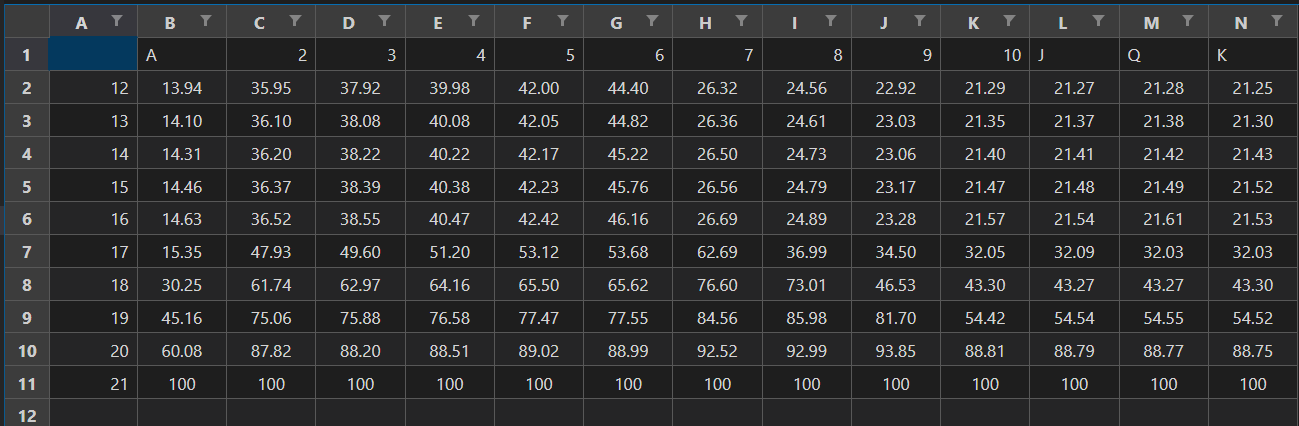 A B C D E F G H I J K L M N
1 A 2 3 4 5 6 7 8 9 10 J Q K
2 12 13.94 35.95 37.92 39.98 42.00 44.40 26.32 24.56 22.92 21.29 21.27 21.28 21.25
3 13 14.10 36.10 38.08 40.08 42.05 44.82 26.36 24.61 23.03 21.35 21.37 21.38 21.30
4 14 14.31 36.20 38.22 40.22 42.17 45.22 26.50 24.73 23.06 21.40 21.41 21.42 21.43
5 15 14.46 36.37 38.39 40.38 42.23 45.76 26.56 24.79 23.17 21.47 21.48 21.49 21.52
6 16 14.63 36.52 38.55 40.47 42.42 46.16 26.69 24.89 23.28 21.57 21.54 21.61 21.53
7 17 15.35 47.93 49.60 51.20 53.12 53.68 62.69 36.99 34.50 32.05 32.09 32.03 32.03
8 18 30.25 61.74 62.97 64.16 65.50 65.62 76.60 73.01 46.53 43.30 43.27 43.27 43.30
9 19 45.16 75.06 75.88 76.58 77.47 77.55 84.56 85.98 81.70 54.42 54.54 54.55 54.52
10 20 60.08 87.82 88.20 88.51 89.02 88.99 92.52 92.99 93.85 88.81 88.79 88.77 88.75
11 21 100 100 100 100 100 100 100 100 100 100 100 100 100
12